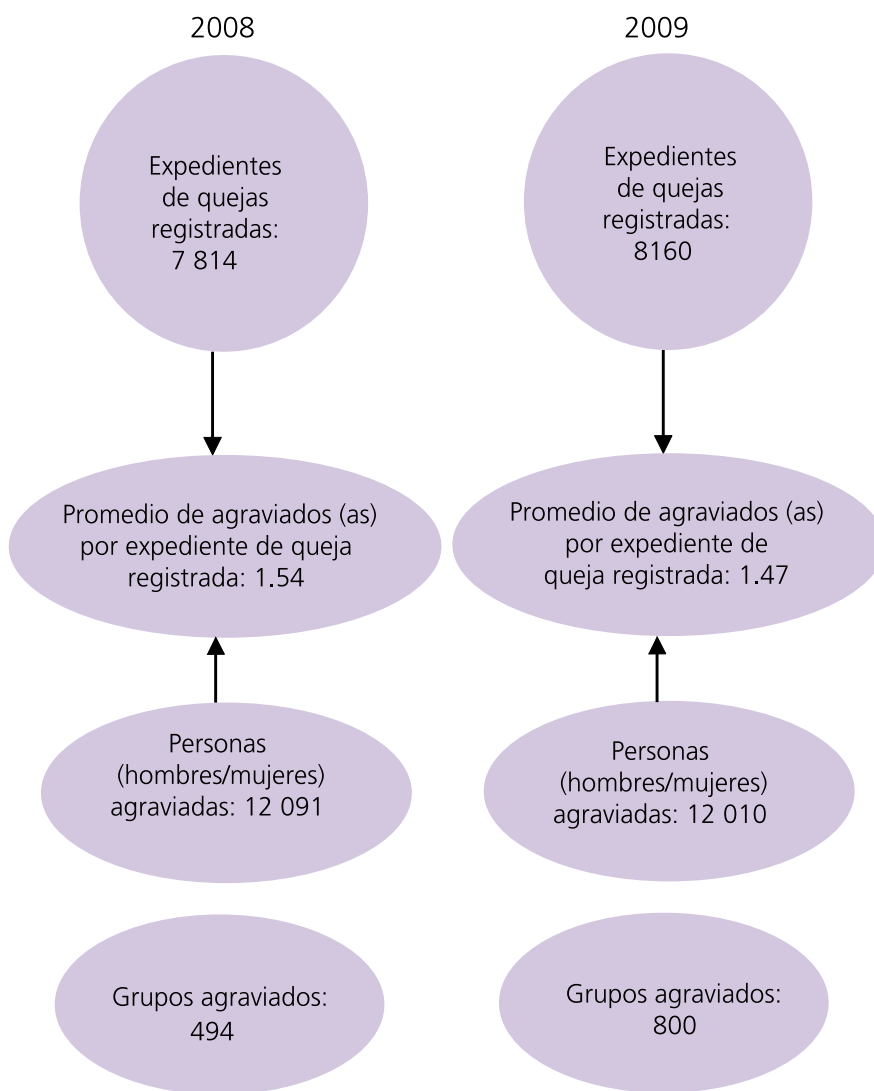 2008
Expedientes
de quejas
registradas:
7 814
Promedio de agraviados (as)
por expediente de queja
registrada: 1.54
Personas
(hombres/mujeres)
agraviadas: 12 091
Grupos agraviados:
494
2009
Expedientes
de quejas
registradas:
8160
Promedio de agraviados (as)
por expediente de
queja registrada: 1.47
Personas
(hombres/mujeres)
agraviadas: 12 010
Grupos agraviados:
800